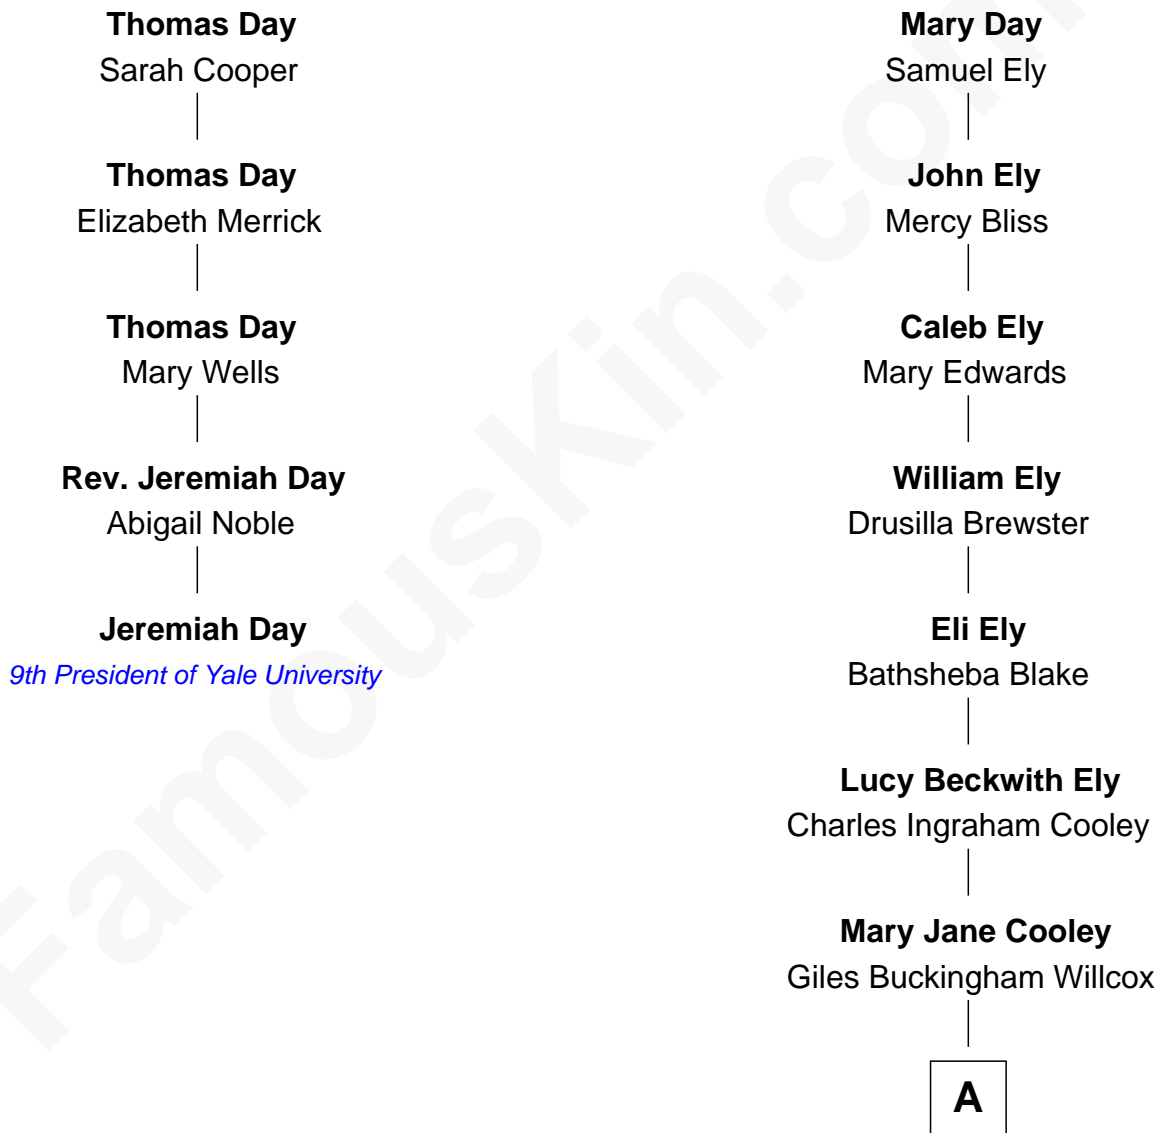 Thomas Day
Sarah Cooper
Thomas Day
Elizabeth Merrick
Thomas Day
Mary Wells
Rev. Jeremiah Day
Abigail Noble
Jeremiah Day
9th President of Yale University
Mary Day
Samuel Ely
John Ely
Mercy Bliss
Caleb Ely
Mary Edwards
William Ely
Drusilla Brewster
Eli Ely
Bathsheba Blake
Lucy Beckwith Ely
Charles Ingraham Cooley
Mary Jane Cooley
Giles Buckingham Willcox
A
FamousKin.com